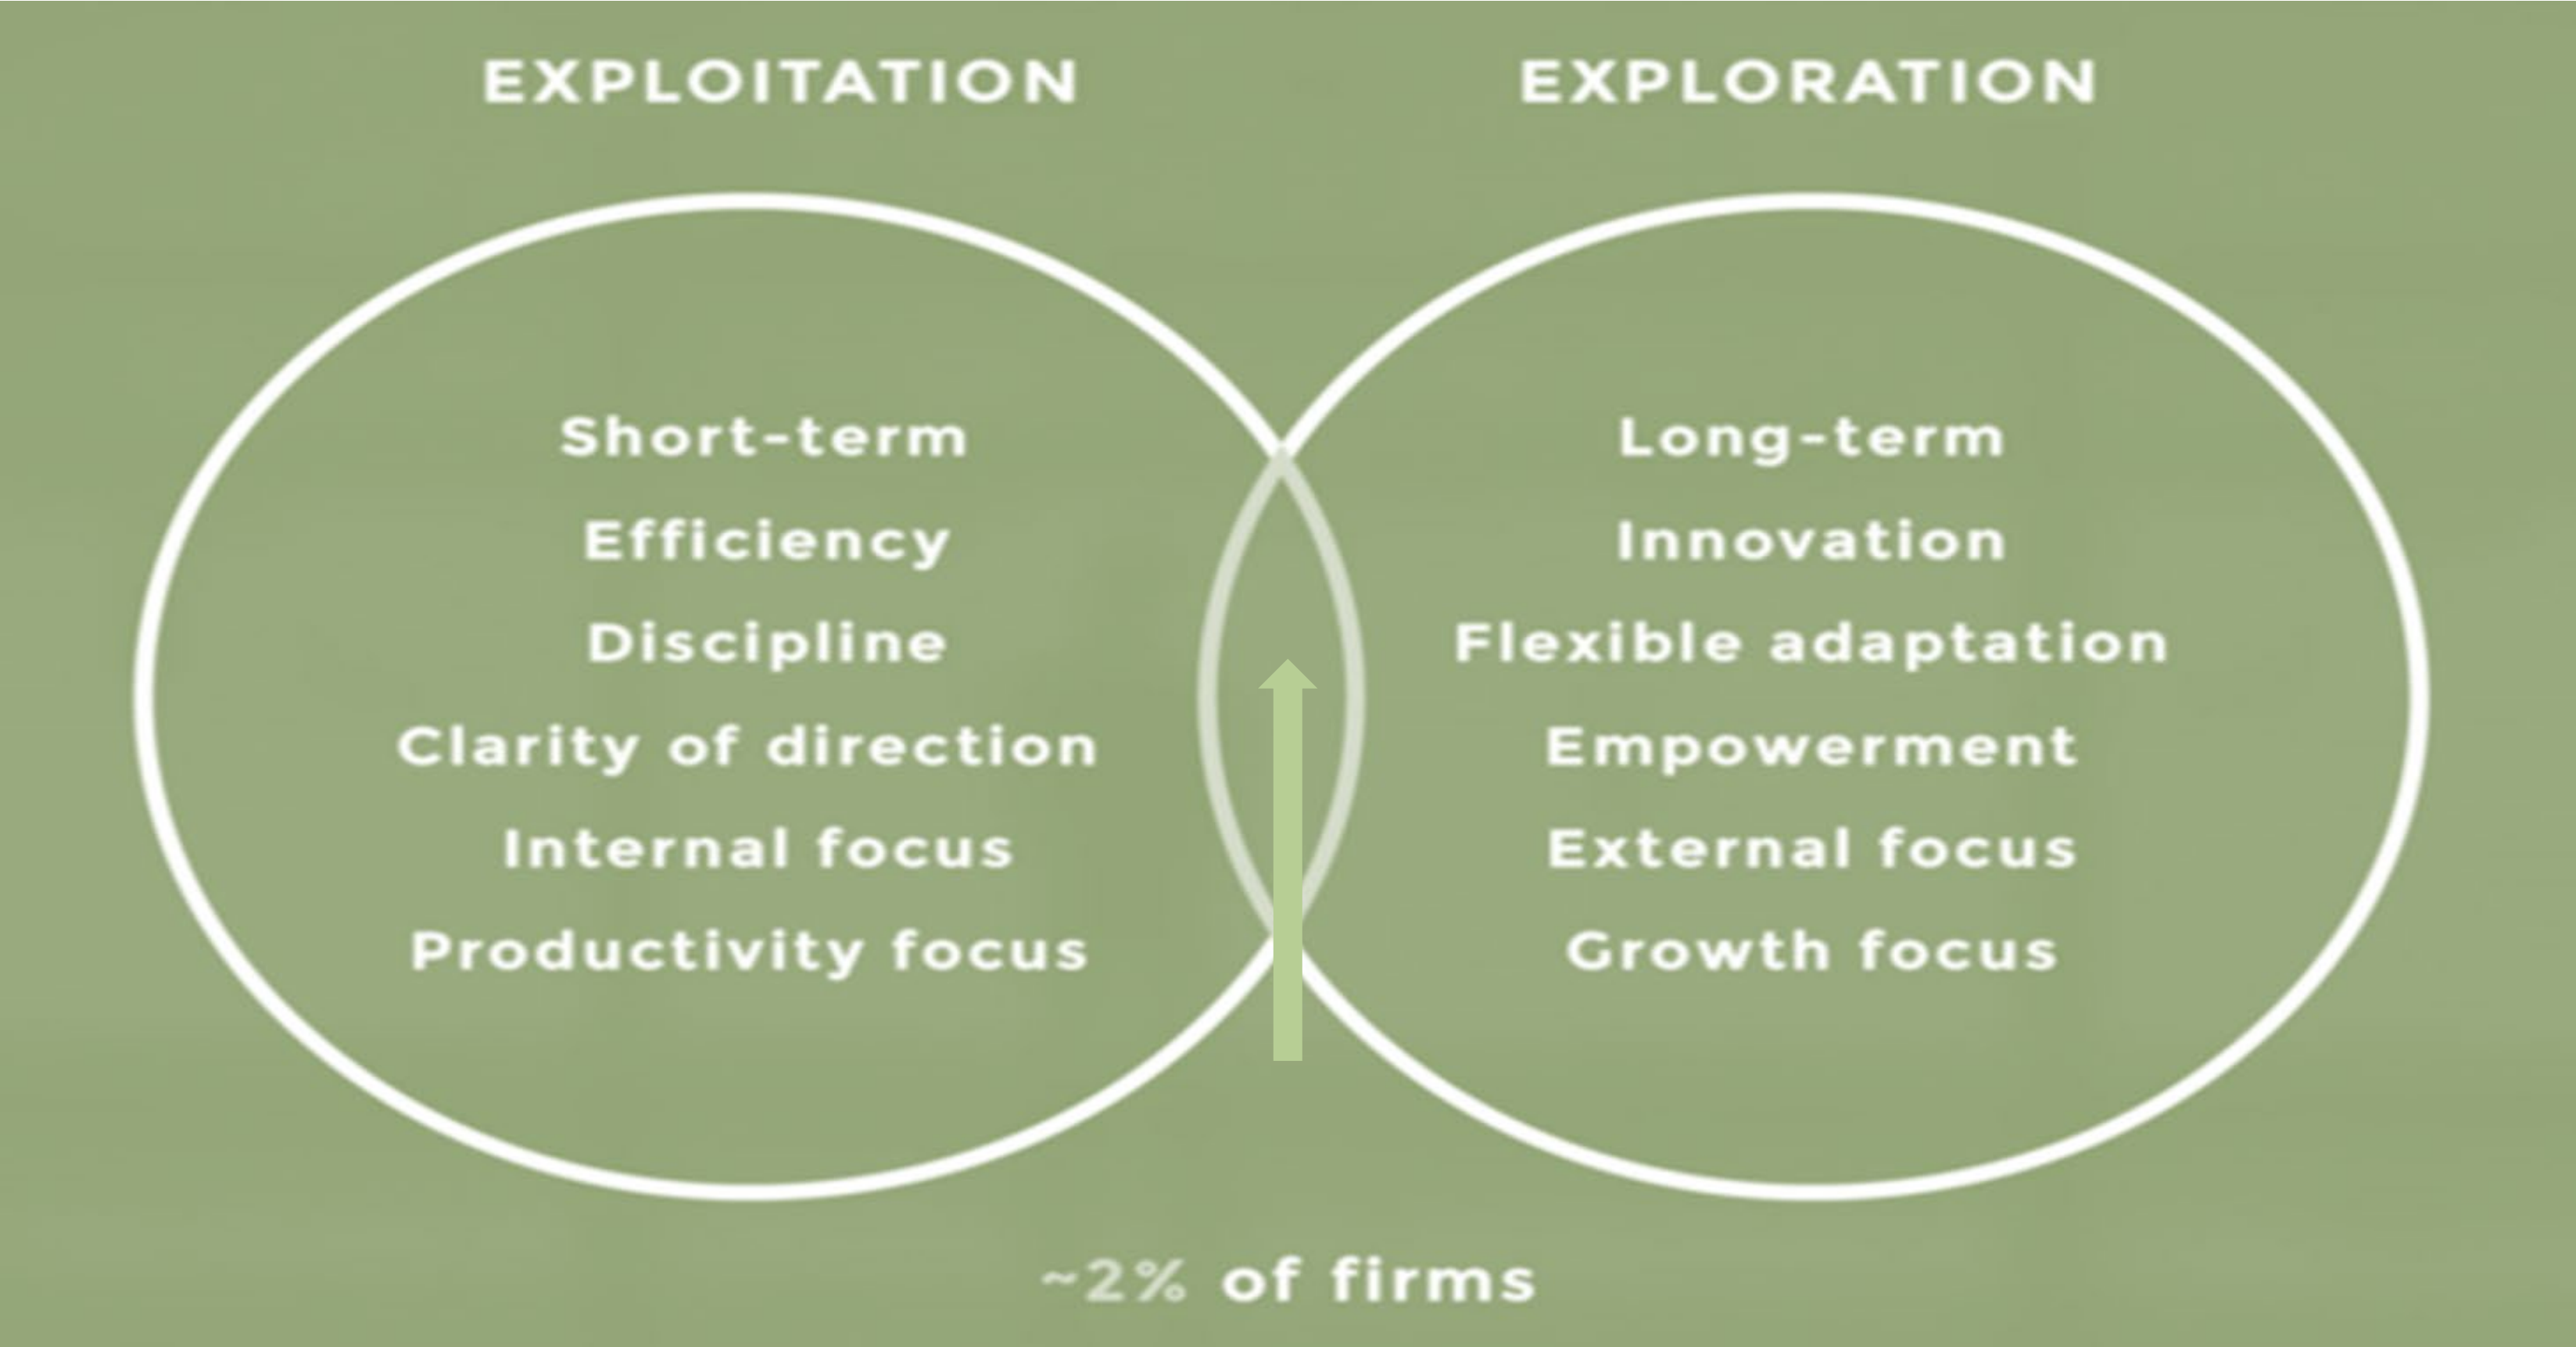 EXPLOITATION
Short-term
Efficiency
Discipline
Clarity of direction
Internal focus
Productivity focus
EXPLORATION
Long-term
Innovation
Flexible adaptation
Empowerment
External focus
Growth focus
~2% of firms